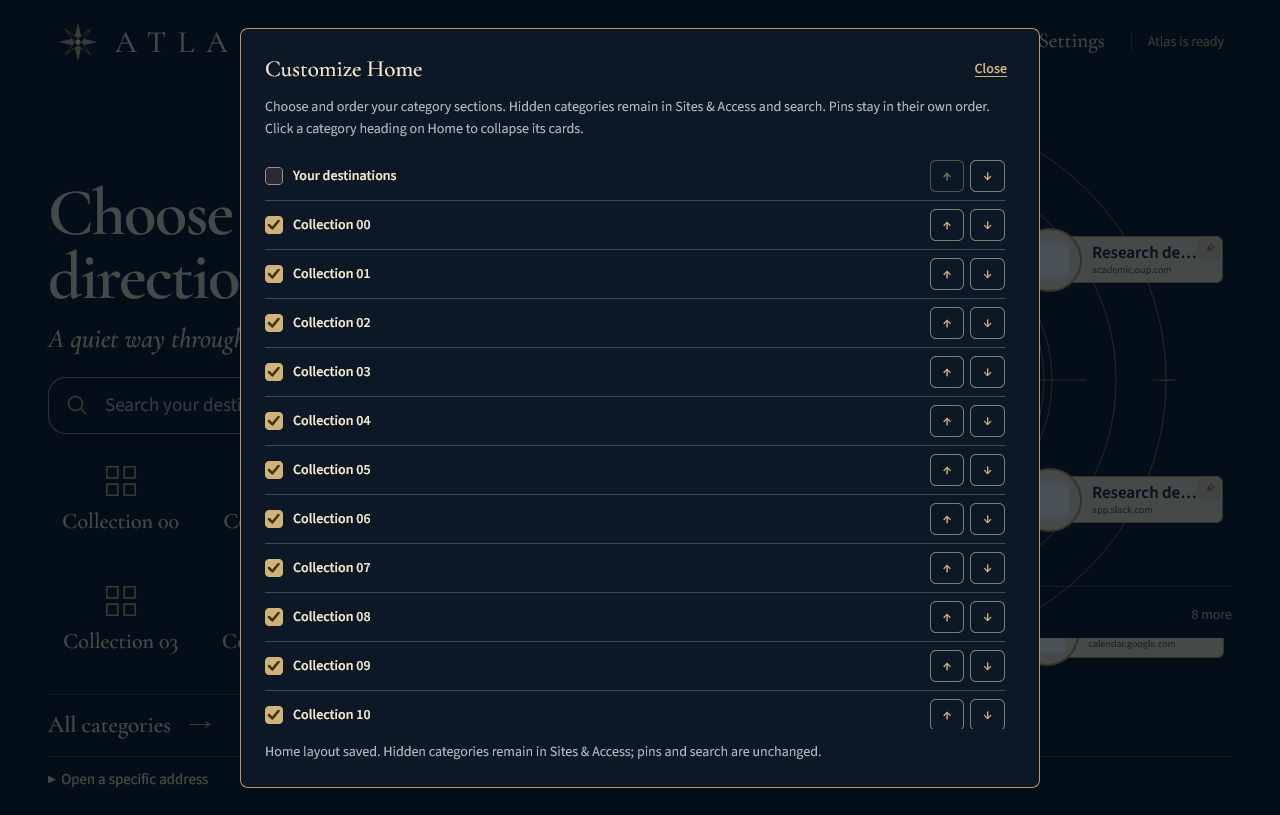 ATLA
Settings
Atlas is ready
Customize Home
Close
Choose and order your category sections. Hidden categories remain in Sites & Access and search. Pins stay in their own order.
Click a category heading on Home to collapse its cards.
Your destinations
Collection 00
Collection 01
Collection 02
Collection 03
Collection 04
Collection 05
Collection 06
Collection 07
Collection 08
Collection 09
Collection 10
Home layout saved. Hidden categories remain in Sites & Access; pins and search are unchanged.
Choose
directio
A quiet way through
Search your desti
Collection 00
C
Collection 03
C
All categories →
Open a specific address
Research de...
academic.oup.com
Research de...
app.slack.com
8 more
calendar.google.com